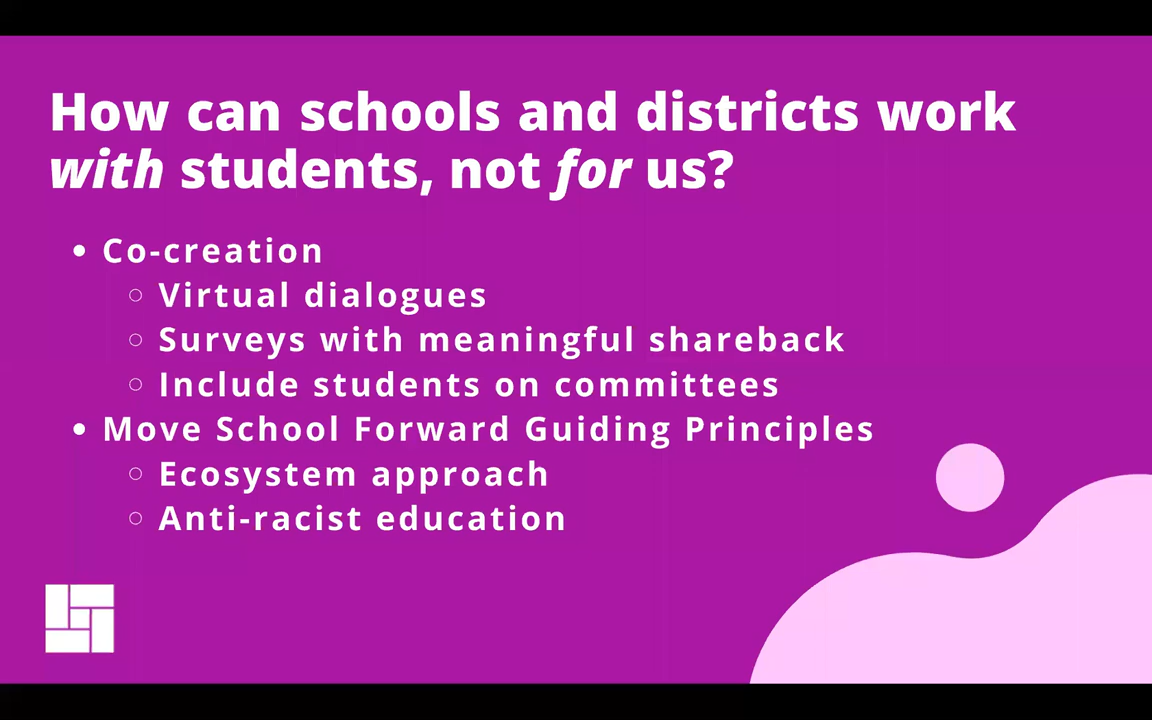 How can schools and districts work
with students, not for us?
• Co-creation
○ Virtual dialogues
○ Surveys with meaningful shareback
○ Include students on committees
• Move School Forward Guiding Principles
○ Ecosystem approach
○ Anti-racist education